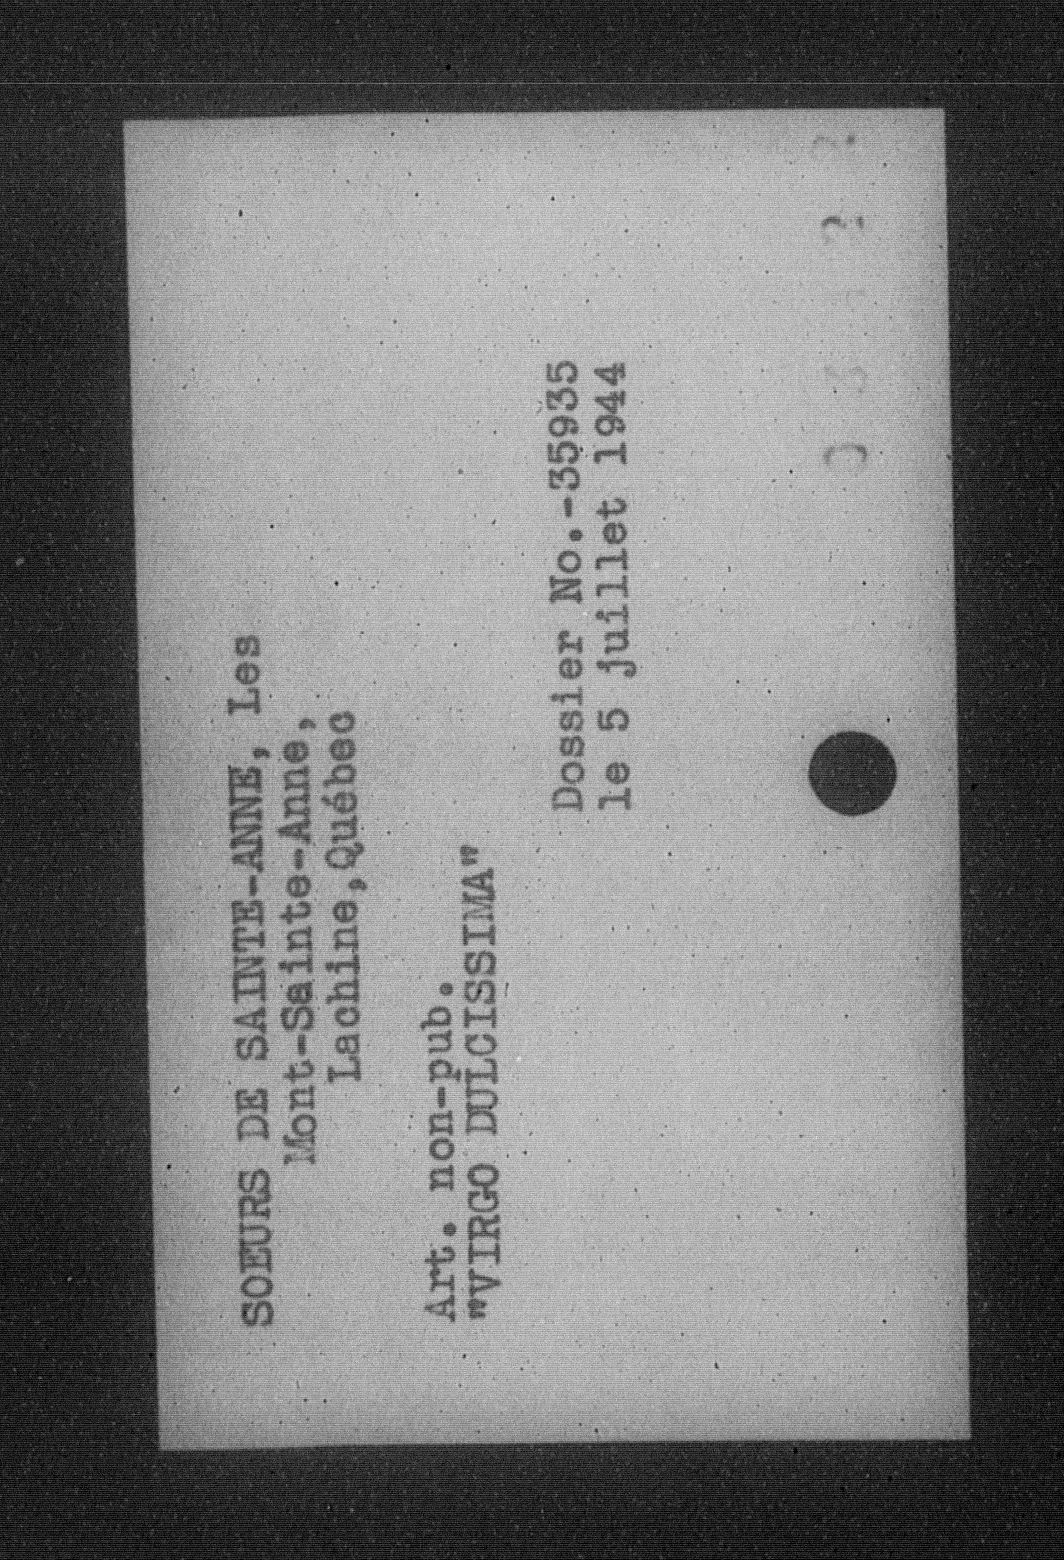 SOEURS DE SAINTE-ANNE, Les
Mont-Sainte-Anne,
Lachine,Québec
Art. non-pub.
"VIRGO DULCISSIMA"
Dossier No.-35935
le 5 juillet 1944